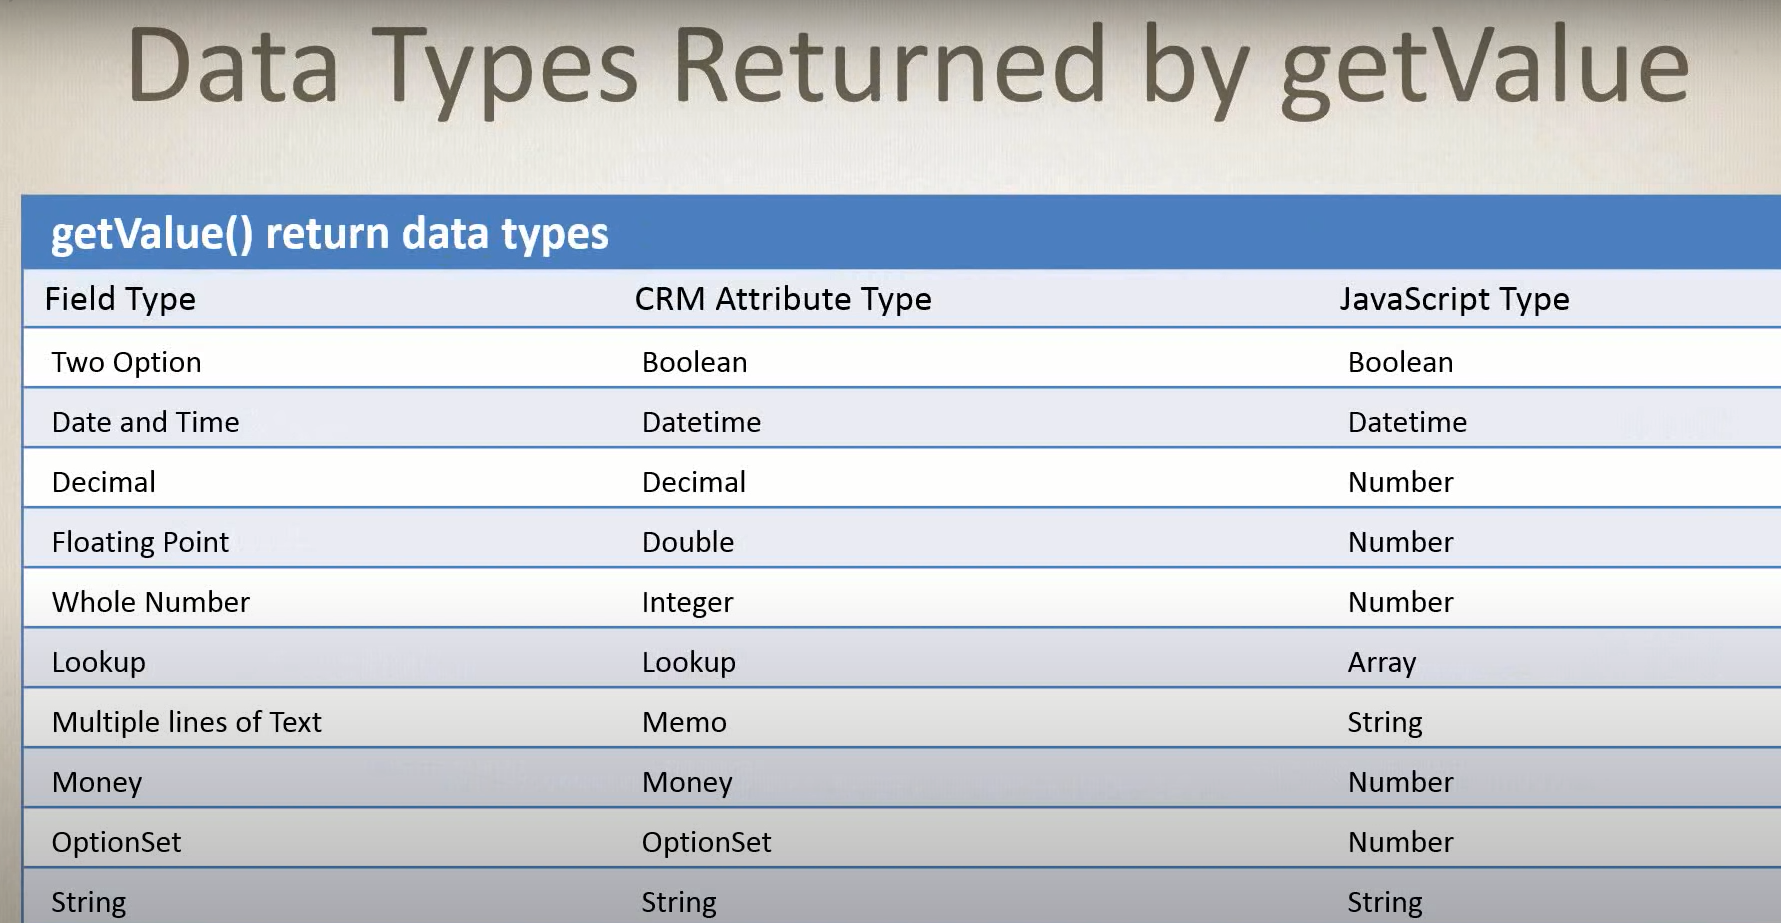 Data Types Returned by getValue
getValue() return data types
Field Type CRM Attribute Type JavaScript Type
Two Option Boolean Boolean
Date and Time Datetime Datetime
Decimal Decimal Number
Floating Point Double Number
Whole Number Integer Number
Lookup Lookup Array
Multiple lines of Text Memo String
Money Money Number
OptionSet OptionSet Number
String String String